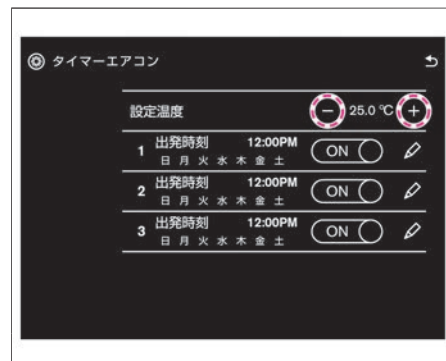 タイマーエアコン
設定温度 − 25.0 ℃ +
1 出発時刻 12:00PM ON
日 月 火 水 木 金 土
2 出発時刻 12:00PM ON
日 月 火 水 木 金 土
3 出発時刻 12:00PM ON
日 月 火 水 木 金 土